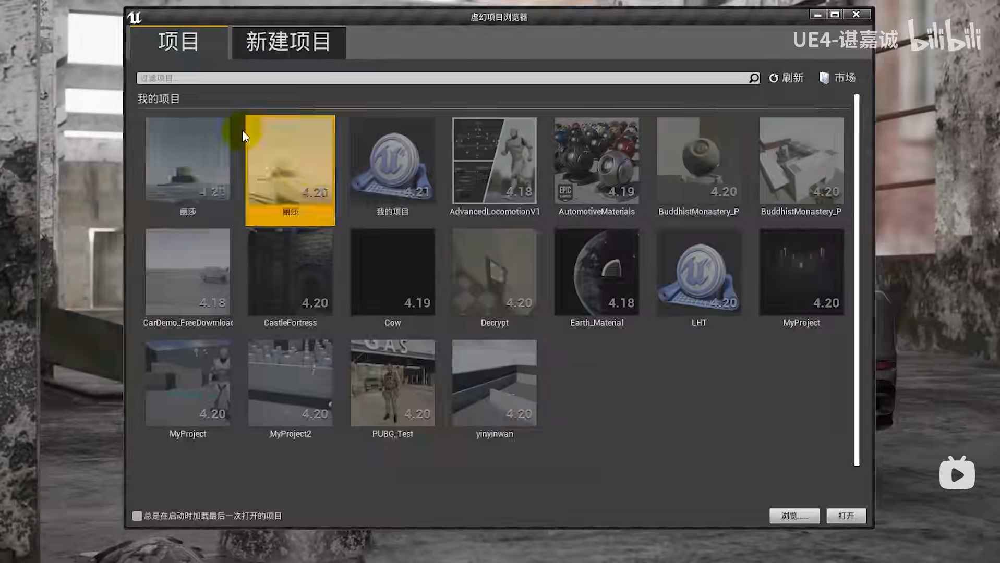 虚幻项目浏览器
UE4-谌嘉诚 bilibili
项目 新建项目
过滤项目... 刷新 市场
我的项目
4.20 4.20 4.21 4.18 EPIC 4.19 4.20 4.20
丽莎 丽莎 我的项目 AdvancedLocomotionV1 AutomotiveMaterials BuddhistMonastery_P BuddhistMonastery_P
4.18 4.20 4.19 4.20 4.18 4.20 4.20
CarDemo_FreeDownload CastleFortress Cow Decrypt Earth_Material LHT MyProject
GAS
4.20 4.20 4.20 4.20
MyProject MyProject2 PUBG_Test yinyinwan
总是在启动时加载最后一次打开的项目 浏览...... 打开